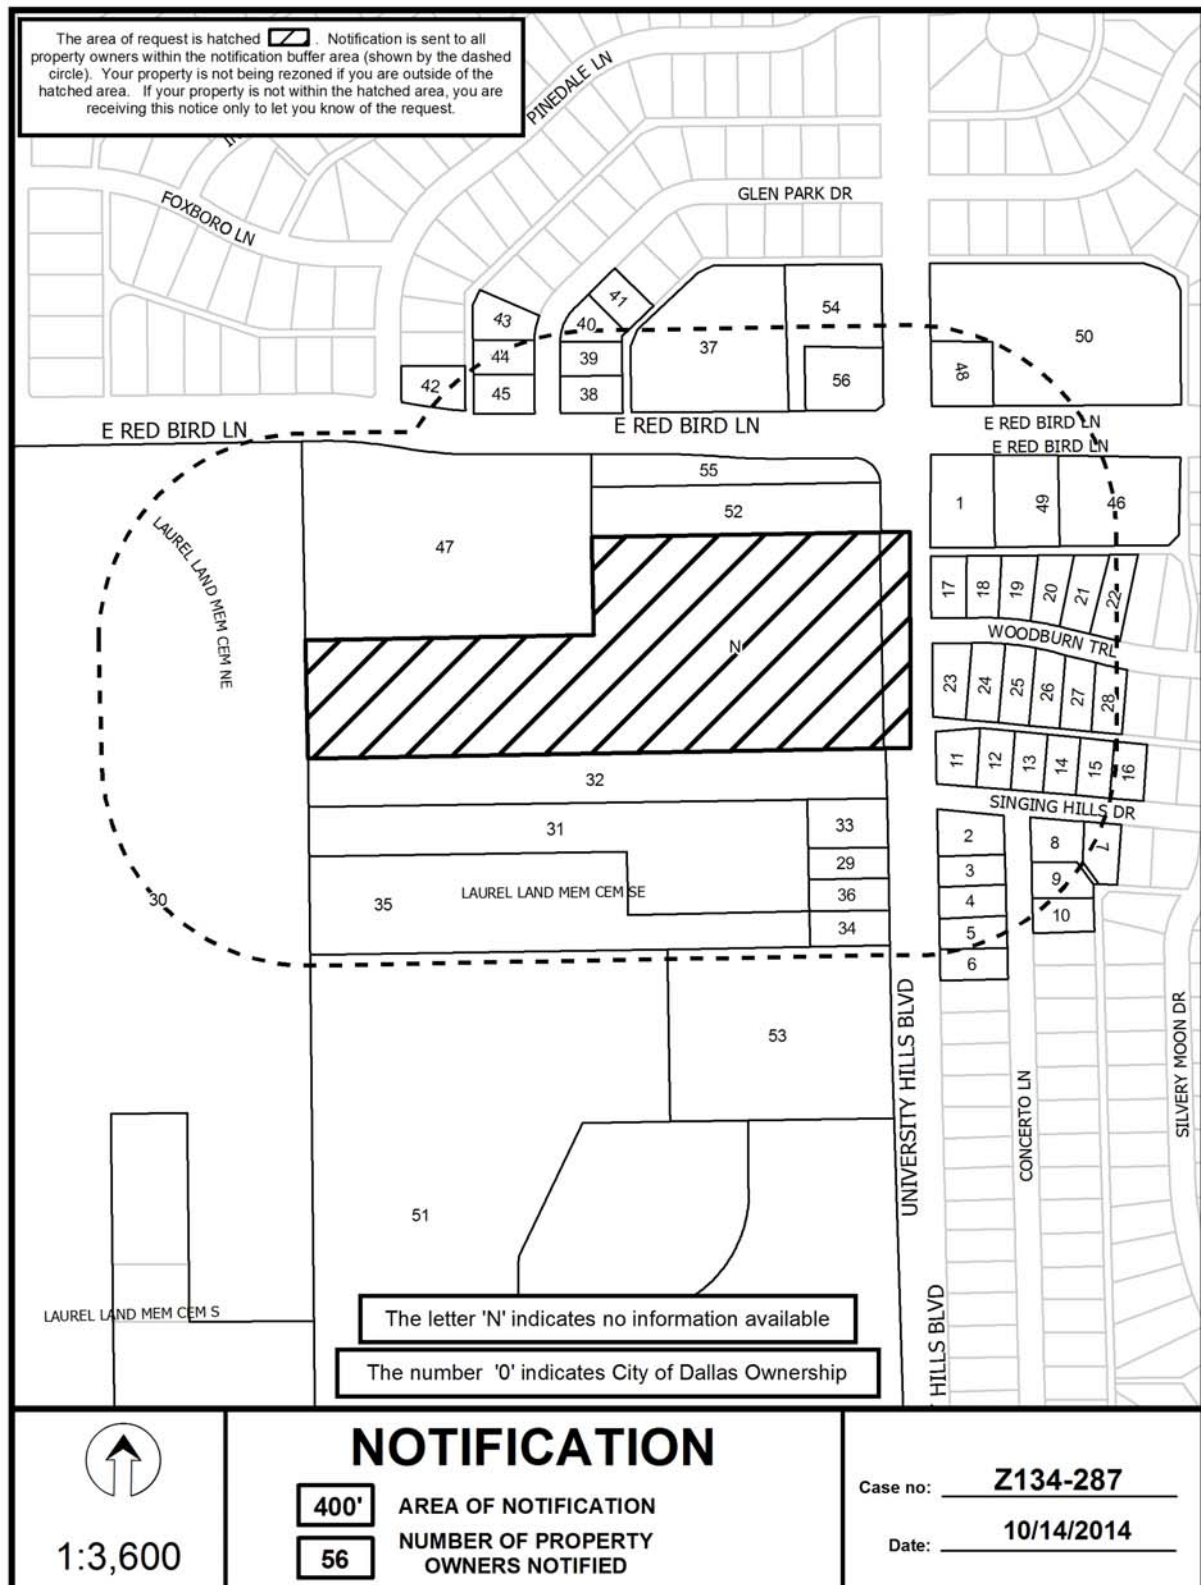 The area of request is hatched . Notification is sent to all
property owners within the notification buffer area (shown by the dashed
circle). Your property is not being rezoned if you are outside of the
hatched area. If your property is not within the hatched area, you are
receiving this notice only to let you know of the request.
PINEDALE LN
GLEN PARK DR
FOXBORO LN
41
43
40
54
50
44
39
37
42
45
38
56
48
E RED BIRD LN
E RED BIRD LN
E RED BIRD LN
E RED BIRD LN
55
52
1
49
46
47
LAUREL LAND MEM CEM NE
17
18
19
20
21
22
WOODBURN TRL
N
23
24
25
26
27
28
11
12
13
14
15
16
32
SINGING HILLS DR
31
33
2
8
7
29
3
9
30
35
LAUREL LAND MEM CEM SE
36
4
10
34
5
6
53
UNIVERSITY HILLS BLVD
CONCERTO LN
SILVERY MOON DR
51
LAUREL LAND MEM CEM S
HILLS BLVD
The letter 'N' indicates no information available
The number '0' indicates City of Dallas Ownership
1:3,600
NOTIFICATION
400' AREA OF NOTIFICATION
56 NUMBER OF PROPERTY
OWNERS NOTIFIED
Case no: Z134-287
Date: 10/14/2014